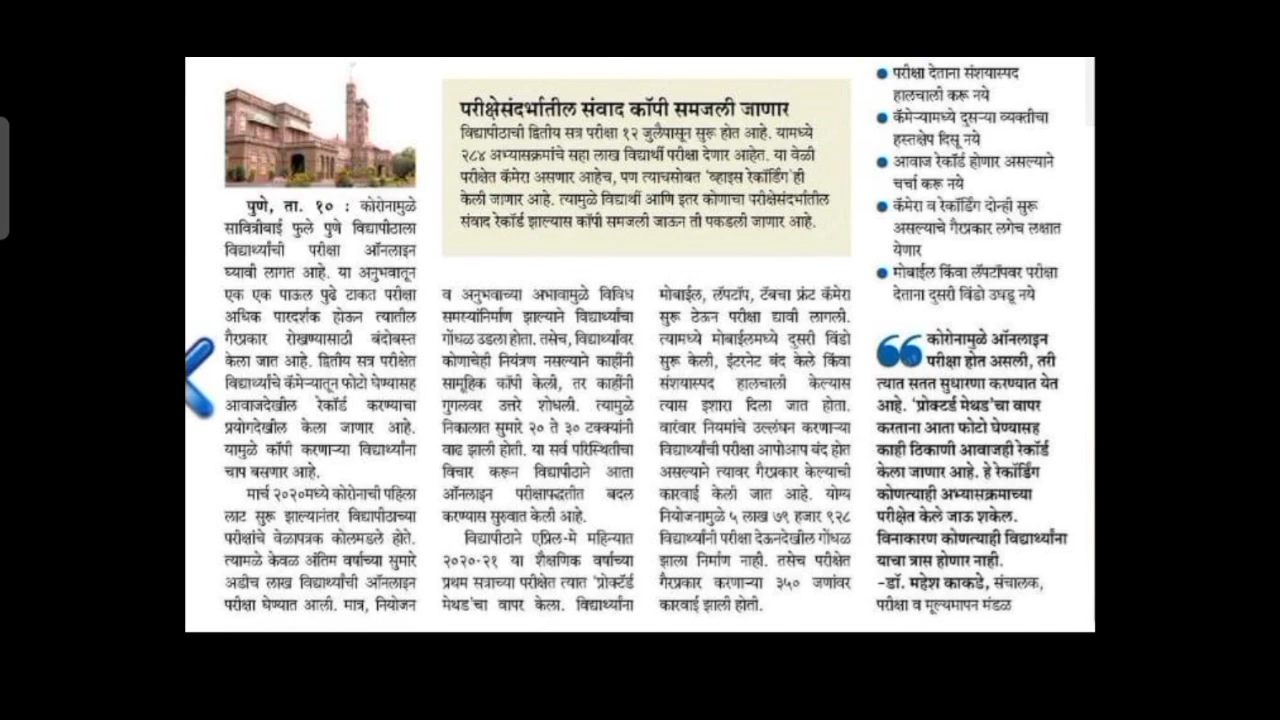 पुणे, ता. १० : कोरोनामुळे
सावित्रीबाई फुले पुणे विद्यापीठाला
विद्यार्थ्यांची परीक्षा ऑनलाइन
घ्यावी लागत आहे. या अनुभवातून
एक एक पाऊल पुढे टाकत परीक्षा
अधिक पारदर्शक होऊन त्यातील
गैरप्रकार रोखण्यासाठी बंदोबस्त
केला जात आहे. द्वितीय सत्र परीक्षेत
विद्यार्थ्यांचे कॅमेऱ्यातून फोटो घेण्यासह
आवाजदेखील रेकॉर्ड करण्याचा
प्रयोगदेखील केला जाणार आहे.
यामुळे कॉपी करणाऱ्या विद्यार्थ्यांना
चाप बसणार आहे.
मार्च २०२०मध्ये कोरोनाची पहिला
लाट सुरू झाल्यानंतर विद्यापीठाच्या
परीक्षांचे वेळापत्रक कोलमडले होते.
त्यामळे केवळ अंतिम वर्षाच्या सुमारे
अडीच लाख विद्यार्थ्यांची ऑनलाइन
परीक्षा घेण्यात आली. मात्र, नियोजन
परीक्षेसंदर्भातील संवाद कॉपी समजली जाणार
विद्यापीठाची द्वितीय सत्र परीक्षा १२ जुलैपासून सुरू होत आहे. यामध्ये
२८४ अभ्यासक्रमांचे सहा लाख विद्यार्थी परीक्षा देणार आहेत. या वेळी
परीक्षेत कॅमेरा असणार आहेच, पण त्याचसोबत 'व्हाइस रेकॉर्डिंग'ही
केली जाणार आहे. त्यामुळे विद्यार्थी आणि इतर कोणाचा परीक्षेसंदर्भातील
संवाद रेकॉर्ड झाल्यास कॉपी समजली जाऊन ती पकडली जाणार आहे.
व अनुभवाच्या अभावामुळे विविध
समस्यांनिर्माण झाल्याने विद्यार्थ्यांचा
गोंधळ उडला होता. तसेच, विद्यार्थ्यांवर
कोणाचेही नियंत्रण नसल्याने काहींनी
सामूहिक कॉपी केली, तर काहींनी
गुगलवर उत्तरे शोधली. त्यामुळे
निकालात सुमारे २० ते ३० टक्क्यांनी
वाढ झाली होती. या सर्व परिस्थितीचा
विचार करून विद्यापीठाने आता
ऑनलाइन परीक्षापद्धतीत बदल
करण्यास सुरुवात केली आहे.
विद्यापीठाने एप्रिल-मे महिन्यात
२०२०-२१ या शैक्षणिक वर्षाच्या
प्रथम सत्राच्या परीक्षेत त्यात 'प्रोक्टर्ड
मेथड'चा वापर केला. विद्यार्थ्यांना
मोबाईल, लॅपटॉप, टॅबचा फ्रंट कॅमेरा
सुरू ठेऊन परीक्षा द्यावी लागली.
त्यामध्ये मोबाईलमध्ये दुसरी विंडो
सुरू केली, इंटरनेट बंद केले किंवा
संशयास्पद हालचाली केल्यास
त्यास इशारा दिला जात होता.
वारंवार नियमांचे उल्लंघन करणाऱ्या
विद्यार्थ्यांची परीक्षा आपोआप बंद होत
असल्याने त्यावर गैरप्रकार केल्याची
कारवाई केली जात आहे. योग्य
नियोजनामुळे ५ लाख ७९ हजार ९२८
विद्यार्थ्यांनी परीक्षा देऊनदेखील गोंधळ
झाला निर्माण नाही. तसेच परीक्षेत
गैरप्रकार करणाऱ्या ३५० जणांवर
कारवाई झाली होती.
परीक्षा देताना संशयास्पद
हालचाली करू नये
कॅमेऱ्यामध्ये दुसऱ्या व्यक्तीचा
हस्तक्षेप दिसू नये
आवाज रेकॉर्ड होणार असल्याने
चर्चा करू नये
कॅमेरा व रेकॉर्डिंग दोन्ही सुरू
असल्याचे गैरप्रकार लगेच लक्षात
येणार
मोबाईल किंवा लॅपटॉपवर परीक्षा
देताना दुसरी विंडो उघडू नये
कोरोनामुळे ऑनलाइन
परीक्षा होत असली, तरी
त्यात सतत सुधारणा करण्यात येत
आहे. 'प्रोक्टर्ड मेथड'चा वापर
करताना आता फोटो घेण्यासह
काही ठिकाणी आवाजही रेकॉर्ड
केला जाणार आहे. हे रेकॉर्डिंग
कोणत्याही अभ्यासक्रमाच्या
परीक्षेत केले जाऊ शकेल.
विनाकारण कोणत्याही विद्यार्थ्यांना
याचा त्रास होणार नाही.
-डॉ. महेश काकडे, संचालक,
परीक्षा व मूल्यमापन मंडळ